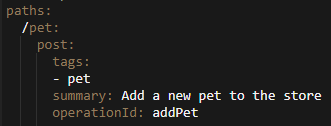 paths:
  /pet:
    post:
      tags:
      - pet
      summary: Add a new pet to the store
      operationId: addPet